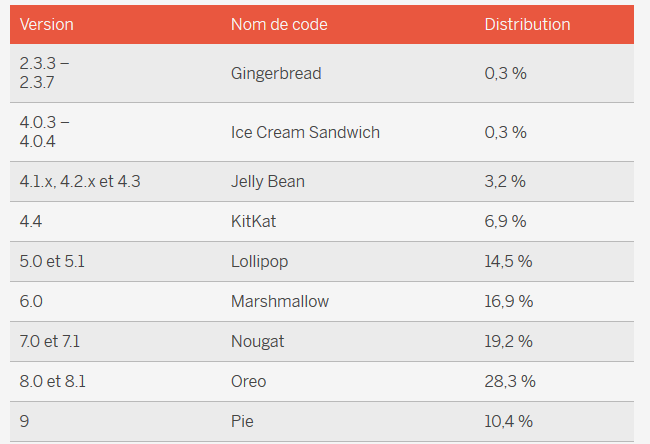 Version Nom de code Distribution
2.3.3 –
2.3.7 Gingerbread 0,3 %
4.0.3 –
4.0.4 Ice Cream Sandwich 0,3 %
4.1.x, 4.2.x et 4.3 Jelly Bean 3,2 %
4.4 KitKat 6,9 %
5.0 et 5.1 Lollipop 14,5 %
6.0 Marshmallow 16,9 %
7.0 et 7.1 Nougat 19,2 %
8.0 et 8.1 Oreo 28,3 %
9 Pie 10,4 %